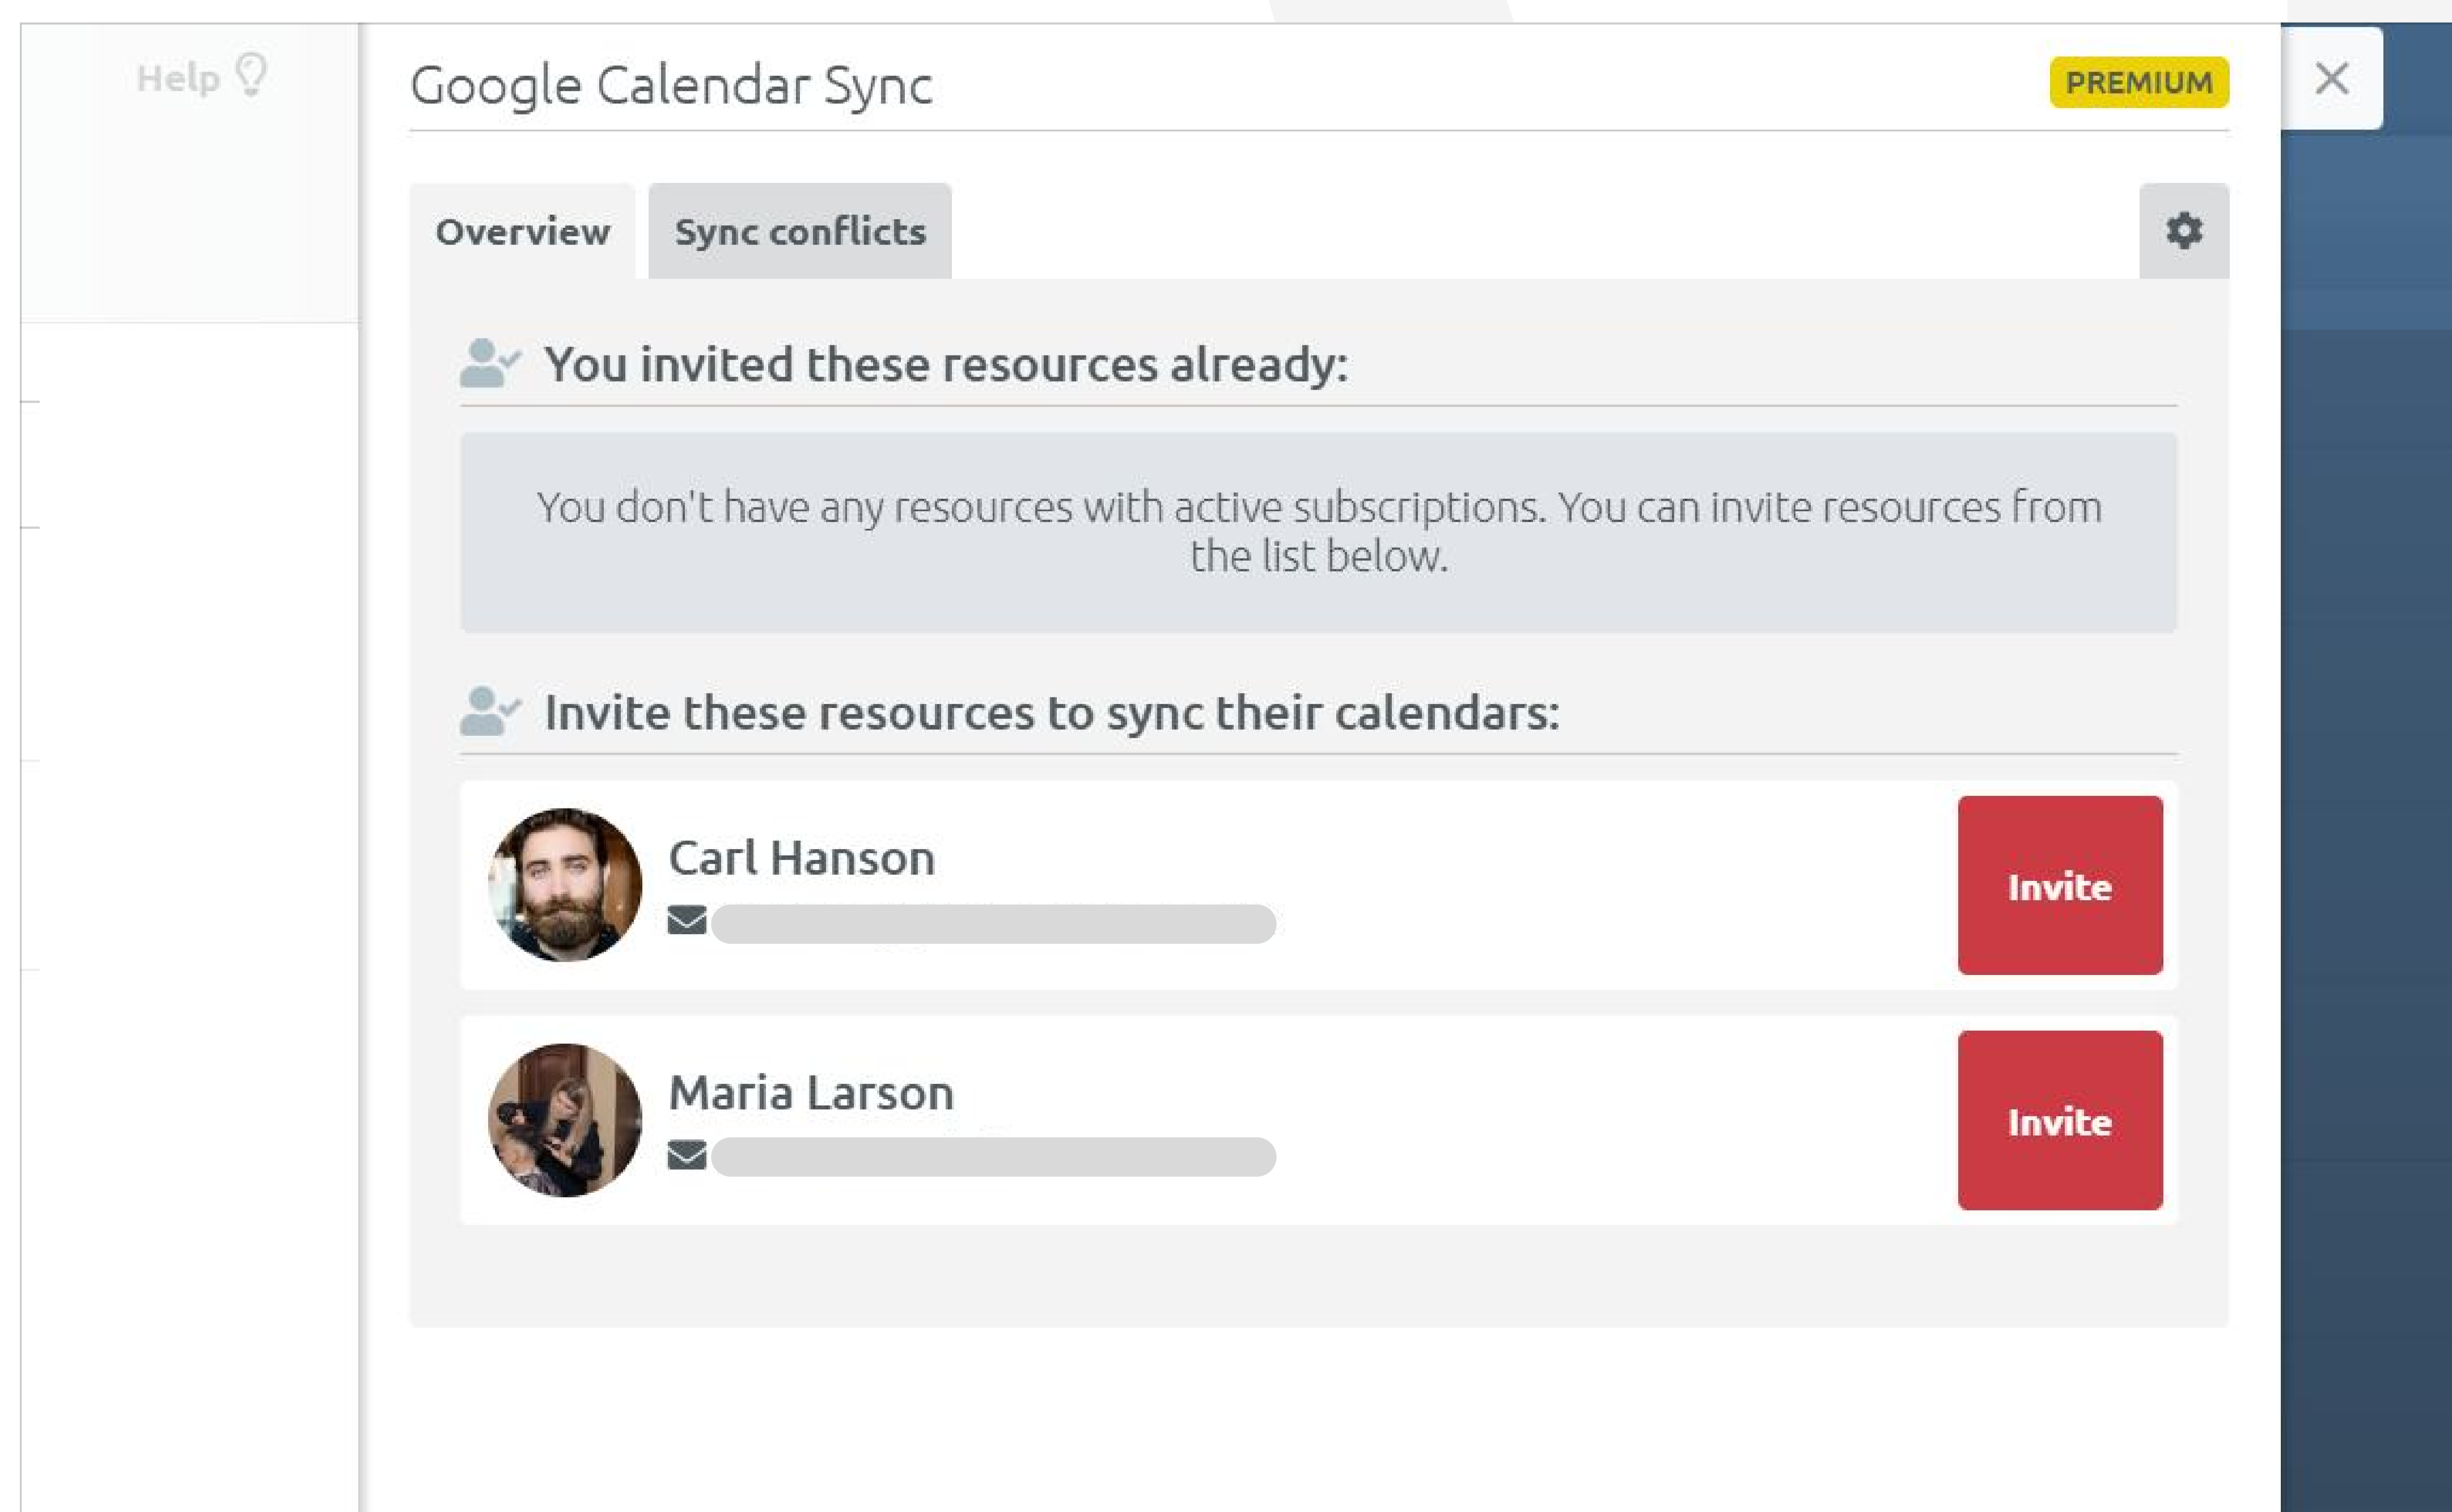 Help
Google Calendar Sync
PREMIUM
Overview
Sync conflicts
You invited these resources already:
You don't have any resources with active subscriptions. You can invite resources from
the list below.
Invite these resources to sync their calendars:
Carl Hanson
Invite
Maria Larson
Invite